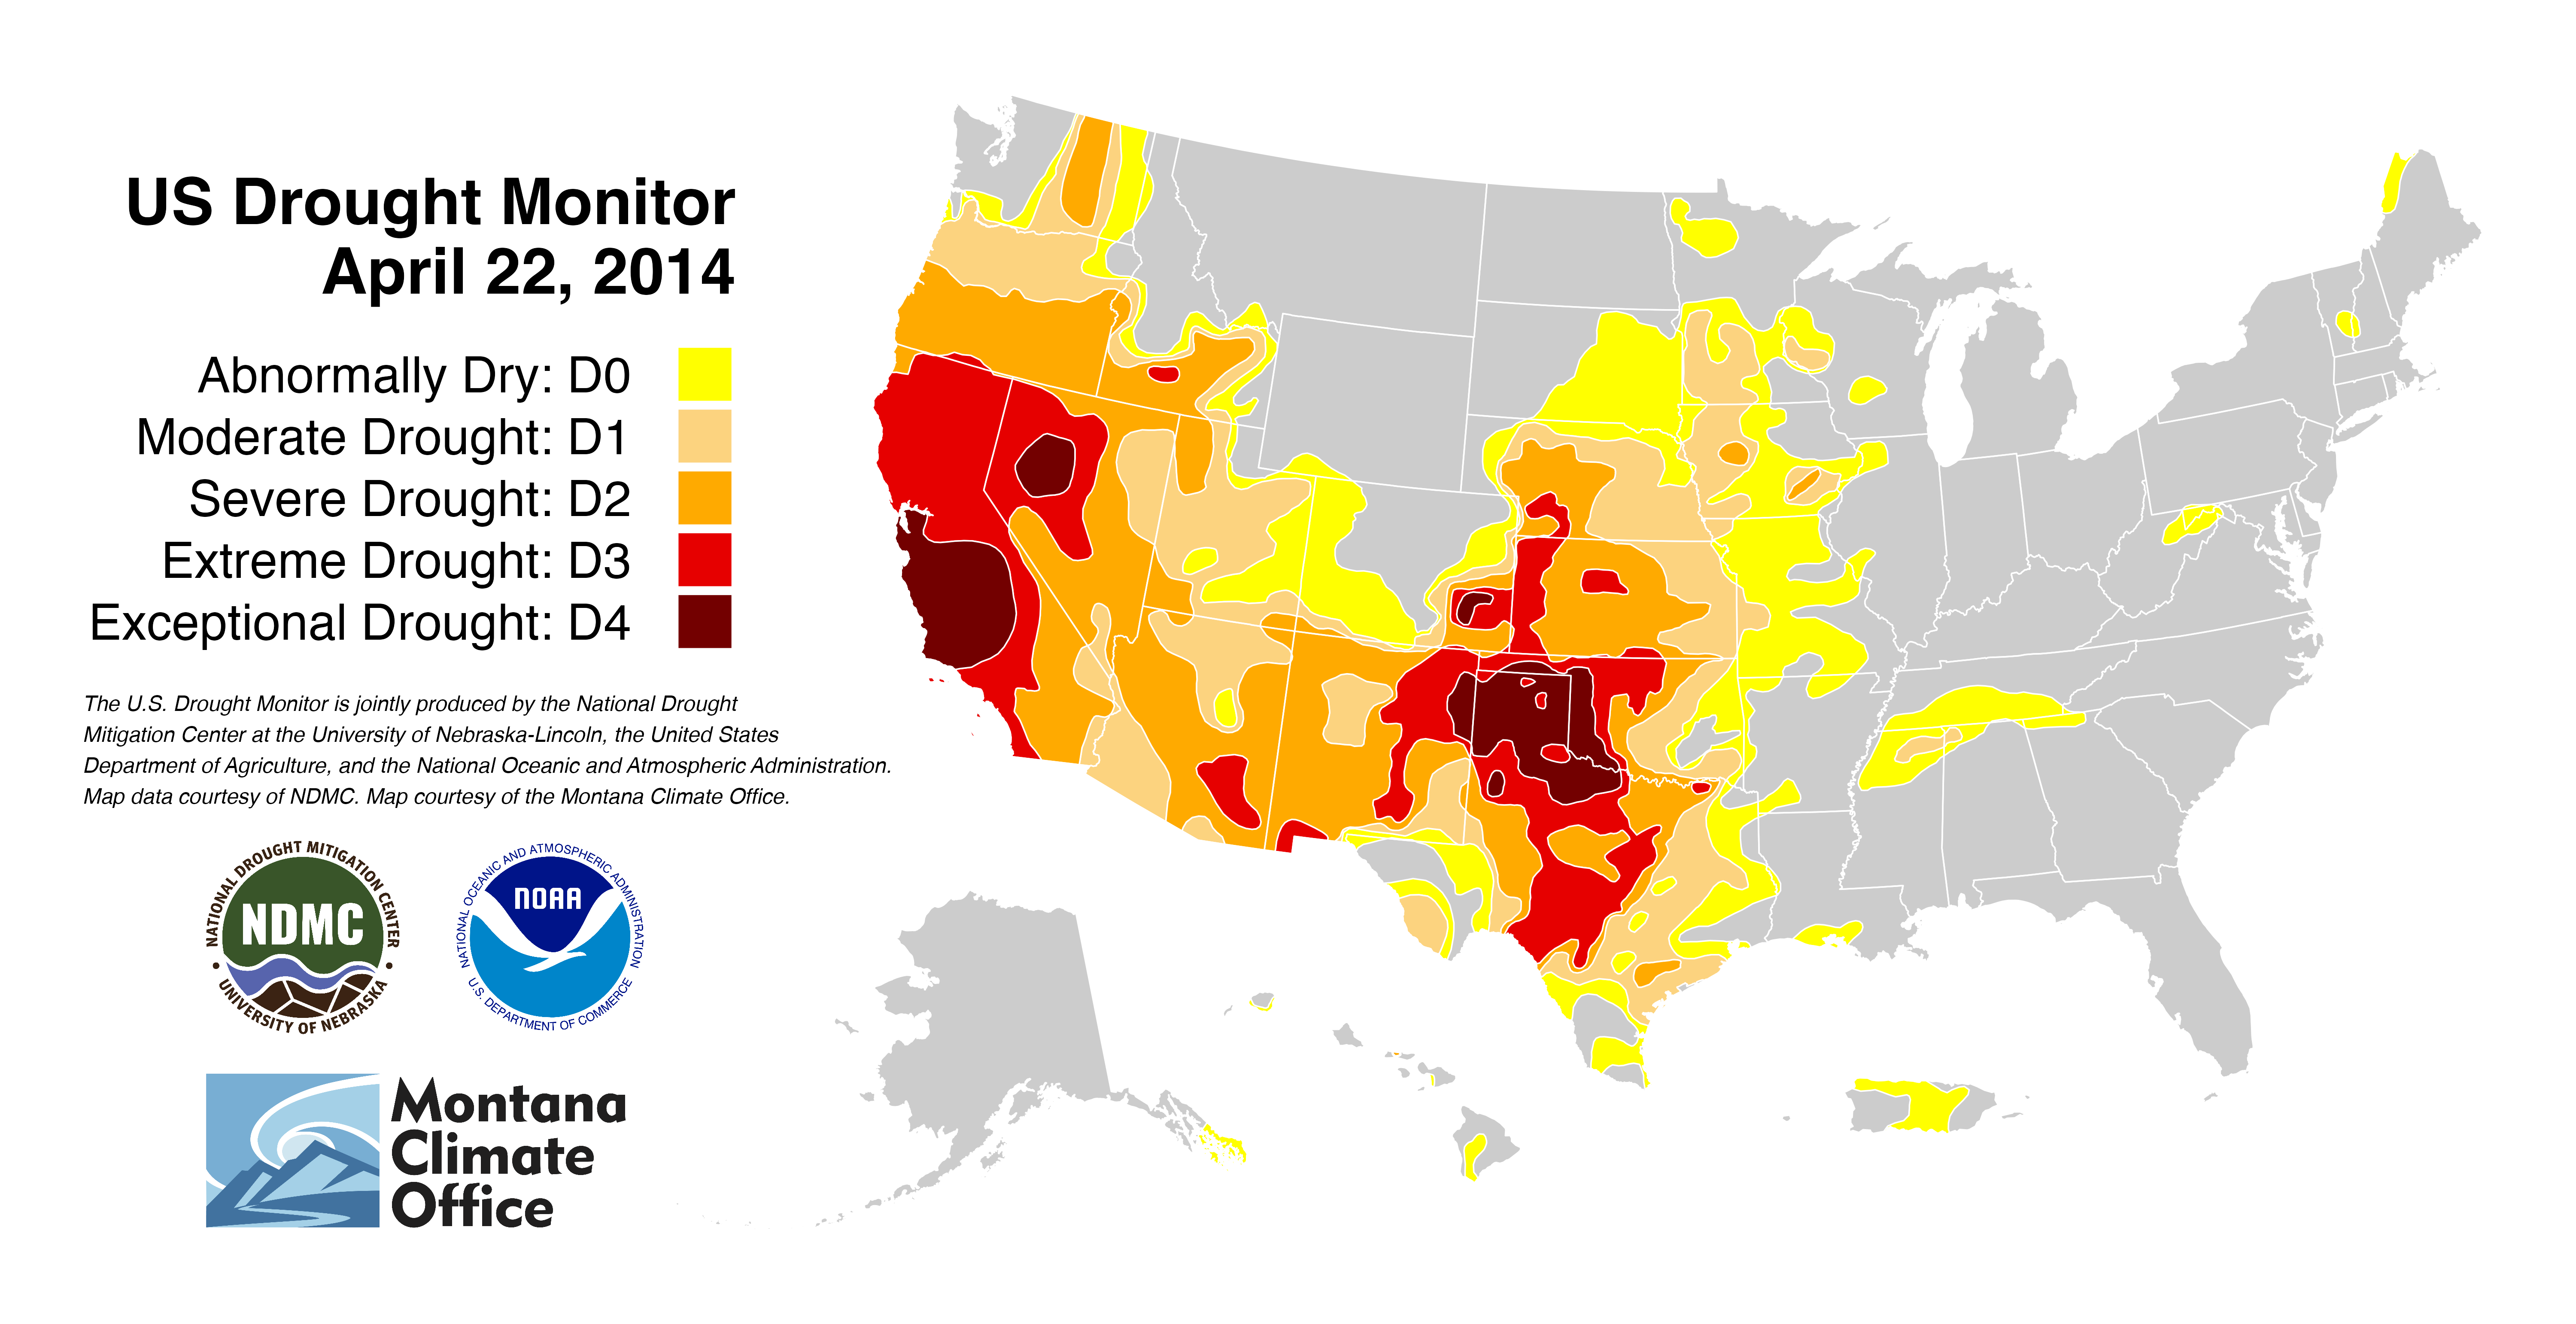 US Drought Monitor
April 22, 2014
Abnormally Dry: D0
Moderate Drought: D1
Severe Drought: D2
Extreme Drought: D3
Exceptional Drought: D4
The U.S. Drought Monitor is jointly produced by the National Drought
Mitigation Center at the University of Nebraska-Lincoln, the United States
Department of Agriculture, and the National Oceanic and Atmospheric Administration.
Map data courtesy of NDMC. Map courtesy of the Montana Climate Office.
NATIONAL DROUGHT MITIGATION CENTER
NDMC
• UNIVERSITY OF NEBRASKA •
NATIONAL OCEANIC AND ATMOSPHERIC ADMINISTRATION
NOAA
U.S. DEPARTMENT OF COMMERCE
Montana
Climate
Office